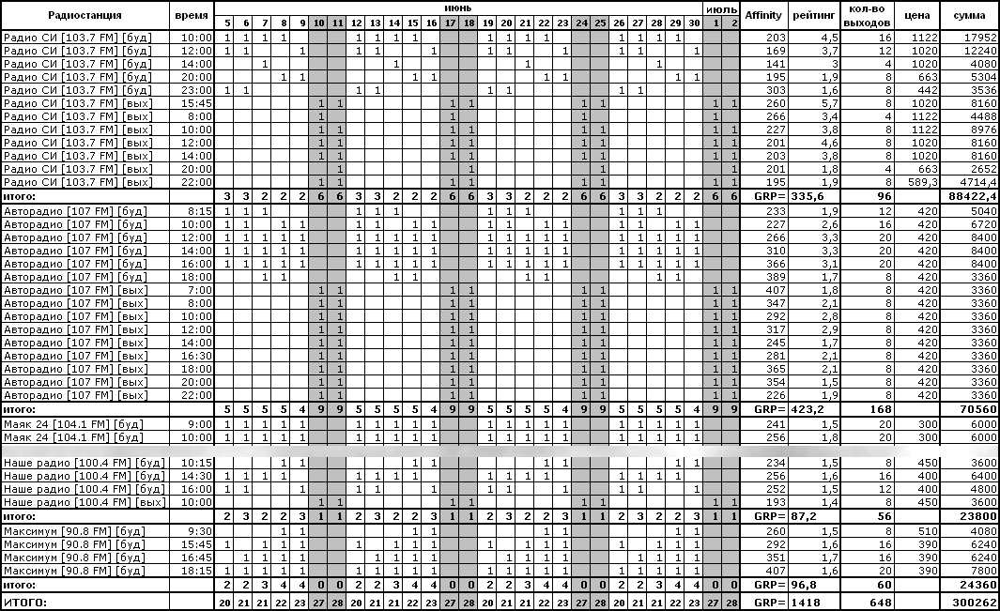 Радиостанция время июнь июль Affinity рейтинг кол-во выходов цена сумма
5 6 7 8 9 10 11 12 13 14 15 16 17 18 19 20 21 22 23 24 25 26 27 28 29 30 1 2
Радио СИ [103.7 FM] [буд] 10:00 1 1 1 1 1 1 1 1 1 1 1 1 1 1 1 1 203 4,5 16 1122 17952
Радио СИ [103.7 FM] [буд] 12:00 1 1 1 1 1 1 1 1 1 1 1 1 169 3,7 12 1020 12240
Радио СИ [103.7 FM] [буд] 14:00 1 1 1 1 141 3 4 1020 4080
Радио СИ [103.7 FM] [буд] 20:00 1 1 1 1 1 1 1 1 195 1,9 8 663 5304
Радио СИ [103.7 FM] [буд] 23:00 1 1 1 1 1 1 1 1 303 1,6 8 442 3536
Радио СИ [103.7 FM] [вых] 15:45 1 1 1 1 1 1 1 1 260 5,7 8 1020 8160
Радио СИ [103.7 FM] [вых] 8:00 1 1 1 1 266 3,4 4 1122 4488
Радио СИ [103.7 FM] [вых] 10:00 1 1 1 1 1 1 1 1 227 3,8 8 1122 8976
Радио СИ [103.7 FM] [вых] 12:00 1 1 1 1 1 1 1 1 201 4,6 8 1020 8160
Радио СИ [103.7 FM] [вых] 14:00 1 1 1 1 1 1 1 1 203 3,8 8 1020 8160
Радио СИ [103.7 FM] [вых] 20:00 1 1 1 1 201 1,8 4 663 2652
Радио СИ [103.7 FM] [вых] 22:00 1 1 1 1 1 1 1 1 195 1,9 8 589,3 4714,4
итого: 3 3 2 2 2 6 6 3 3 2 2 2 6 6 3 3 2 2 2 6 6 3 3 2 2 2 6 6 GRP= 335,6 96 88422,4
Авторадио [107 FM] [буд] 8:15 1 1 1 1 1 1 1 1 1 1 1 1 233 1,9 12 420 5040
Авторадио [107 FM] [буд] 10:00 1 1 1 1 1 1 1 1 1 1 1 1 1 1 1 1 227 2,6 16 420 6720
Авторадио [107 FM] [буд] 12:00 1 1 1 1 1 1 1 1 1 1 1 1 1 1 1 1 1 1 1 1 266 3,3 20 420 8400
Авторадио [107 FM] [буд] 14:00 1 1 1 1 1 1 1 1 1 1 1 1 1 1 1 1 1 1 1 1 310 3,3 20 420 8400
Авторадио [107 FM] [буд] 16:00 1 1 1 1 1 1 1 1 1 1 1 1 1 1 1 1 1 1 1 1 366 3,1 20 420 8400
Авторадио [107 FM] [буд] 18:00 1 1 1 1 1 1 1 1 389 1,7 8 420 3360
Авторадио [107 FM] [вых] 7:00 1 1 1 1 1 1 1 1 407 1,8 8 420 3360
Авторадио [107 FM] [вых] 8:00 1 1 1 1 1 1 1 1 347 2,1 8 420 3360
Авторадио [107 FM] [вых] 10:00 1 1 1 1 1 1 1 1 292 2,8 8 420 3360
Авторадио [107 FM] [вых] 12:00 1 1 1 1 1 1 1 1 317 2,9 8 420 3360
Авторадио [107 FM] [вых] 14:00 1 1 1 1 1 1 1 1 245 1,7 8 420 3360
Авторадио [107 FM] [вых] 16:30 1 1 1 1 1 1 1 1 281 2,1 8 420 3360
Авторадио [107 FM] [вых] 18:00 1 1 1 1 1 1 1 1 365 2,1 8 420 3360
Авторадио [107 FM] [вых] 20:00 1 1 1 1 1 1 1 1 354 1,5 8 420 3360
Авторадио [107 FM] [вых] 22:00 1 1 1 1 1 1 1 1 226 1,9 8 420 3360
итого: 5 5 5 5 4 9 9 5 5 5 5 4 9 9 5 5 5 5 4 9 9 5 5 5 5 4 9 9 GRP= 423,2 168 70560
Маяк 24 [104.1 FM] [буд] 9:00 1 1 1 1 1 1 1 1 1 1 1 1 1 1 1 1 1 1 1 1 241 1,5 20 300 6000
Маяк 24 [104.1 FM] [буд] 10:00 1 1 1 1 1 1 1 1 1 1 1 1 1 1 1 1 1 1 1 1 256 1,8 20 300 6000
Наше радио [100.4 FM] [буд] 10:15 1 1 1 1 1 1 1 1 234 1,5 8 450 3600
Наше радио [100.4 FM] [буд] 14:30 1 1 1 1 1 1 1 1 1 1 1 1 1 1 1 1 256 1,6 16 400 6400
Наше радио [100.4 FM] [буд] 16:00 1 1 1 1 1 1 1 1 1 1 1 1 252 1,5 12 400 4800
Наше радио [100.4 FM] [вых] 10:00 1 1 1 1 1 1 1 1 193 1,4 8 450 3600
итого: 2 3 2 2 3 1 1 2 3 2 2 3 1 1 2 3 2 2 3 1 1 2 3 2 2 3 1 1 GRP= 87,2 56 23800
Максимум [90.8 FM] [буд] 9:30 1 1 1 1 1 1 1 1 260 1,5 8 510 4080
Максимум [90.8 FM] [буд] 15:45 1 1 1 1 1 1 1 1 1 1 1 1 1 1 1 1 292 1,6 16 390 6240
Максимум [90.8 FM] [буд] 16:45 1 1 1 1 1 1 1 1 1 1 1 1 1 1 1 1 351 1,7 16 390 6240
Максимум [90.8 FM] [буд] 18:15 1 1 1 1 1 1 1 1 1 1 1 1 1 1 1 1 1 1 1 1 407 1,6 20 390 7800
итого: 2 2 3 4 4 0 0 2 2 3 4 4 0 0 2 2 3 4 4 0 0 2 2 3 4 4 0 0 GRP= 96,8 60 24360
ИТОГО: 20 21 21 22 23 27 28 20 21 21 22 23 27 28 20 21 21 22 23 27 28 20 21 21 22 23 27 28 GRP= 1418 648 300262